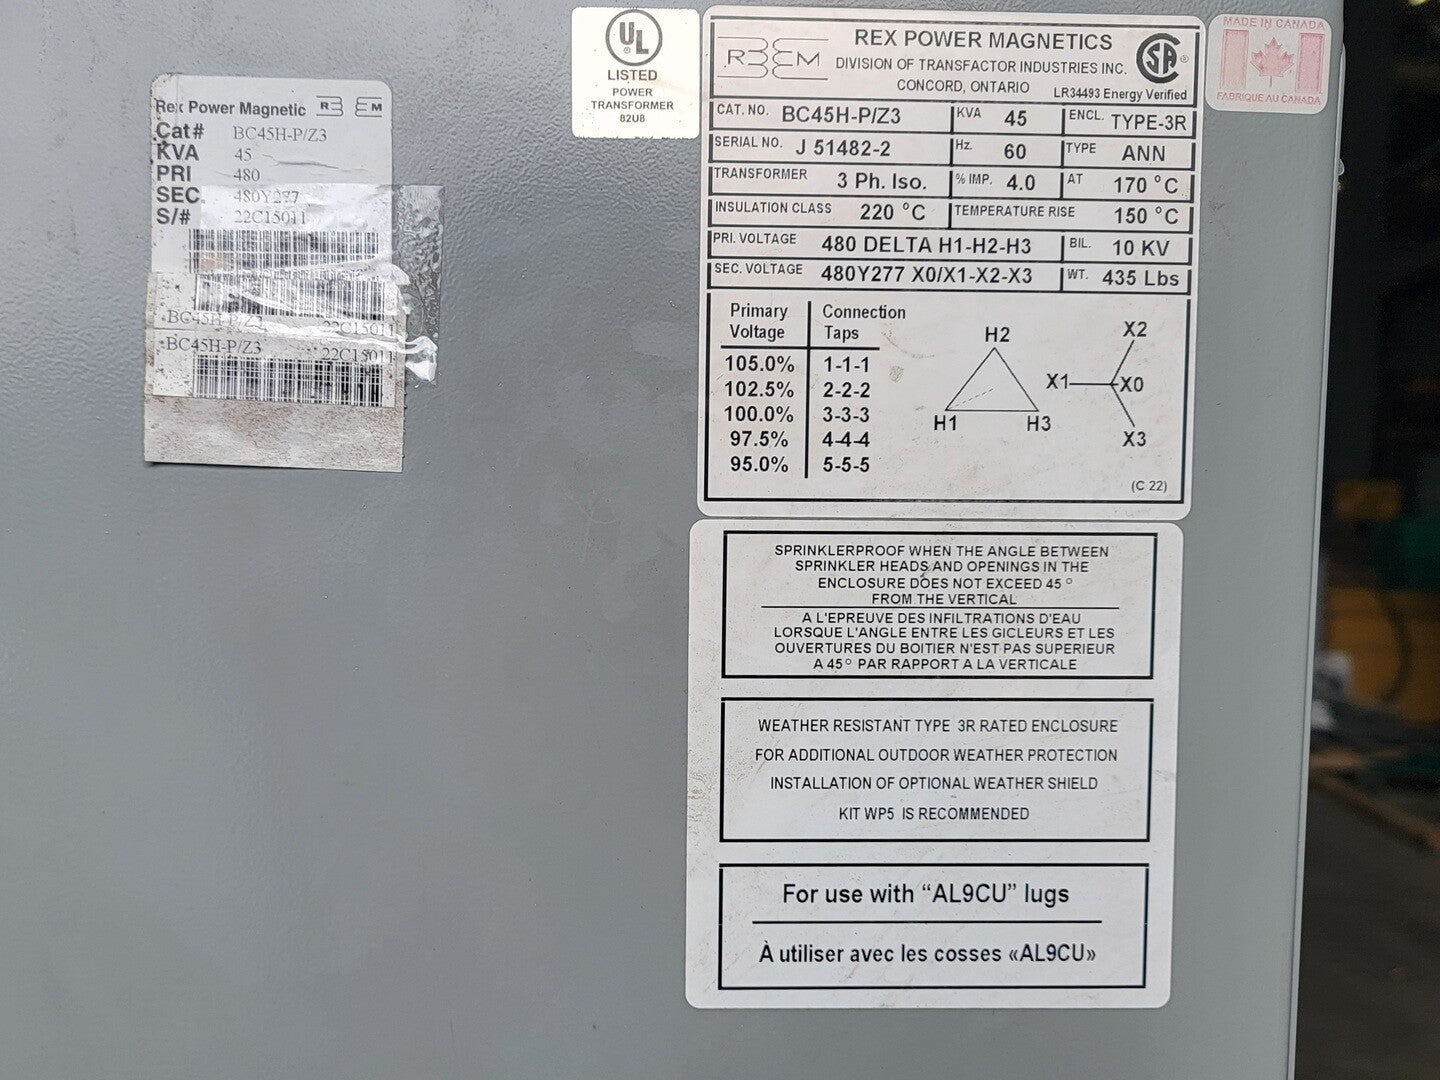 Rex Power Magnetic REX M
Cat# BC45H-P/Z3
KVA 45
PRI 480
SEC. 480Y277
S/# 22C15011
BC45H-P/Z3 22C15011
BC45H-P/Z3 22C15011
UL
LISTED
POWER
TRANSFORMER
82U8
REX POWER MAGNETICS
DIVISION OF TRANSFACTOR INDUSTRIES INC.
CONCORD, ONTARIO
LR34493 Energy Verified
MADE IN CANADA
FABRIQUE AU CANADA
CAT. NO. BC45H-P/Z3 KVA 45 ENCL. TYPE-3R
SERIAL NO. J 51482-2 Hz. 60 TYPE ANN
TRANSFORMER 3 Ph. Iso. % IMP. 4.0 AT 170 °C
INSULATION CLASS 220 °C TEMPERATURE RISE 150 °C
PRI. VOLTAGE 480 DELTA H1-H2-H3 BIL. 10 KV
SEC. VOLTAGE 480Y277 X0/X1-X2-X3 WT. 435 Lbs
Primary Connection
Voltage Taps
105.0% 1-1-1
102.5% 2-2-2
100.0% 3-3-3
97.5% 4-4-4
95.0% 5-5-5
H2
H1 H3
X2
X1 X0
X3
(C 22)
SPRINKLERPROOF WHEN THE ANGLE BETWEEN
SPRINKLER HEADS AND OPENINGS IN THE
ENCLOSURE DOES NOT EXCEED 45 °
FROM THE VERTICAL
A L'EPREUVE DES INFILTRATIONS D'EAU
LORSQUE L'ANGLE ENTRE LES GICLEURS ET LES
OUVERTURES DU BOITIER N'EST PAS SUPERIEUR
A 45° PAR RAPPORT A LA VERTICALE
WEATHER RESISTANT TYPE 3R RATED ENCLOSURE
FOR ADDITIONAL OUTDOOR WEATHER PROTECTION
INSTALLATION OF OPTIONAL WEATHER SHIELD
KIT WP5 IS RECOMMENDED
For use with “AL9CU” lugs
À utiliser avec les cosses «AL9CU»